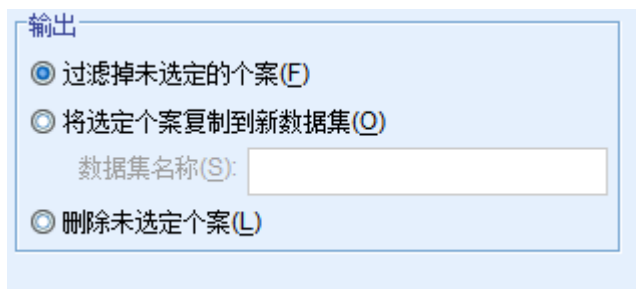 输出
过滤掉未选定的个案(F)
将选定个案复制到新数据集(O)
数据集名称(S):
删除未选定个案(L)